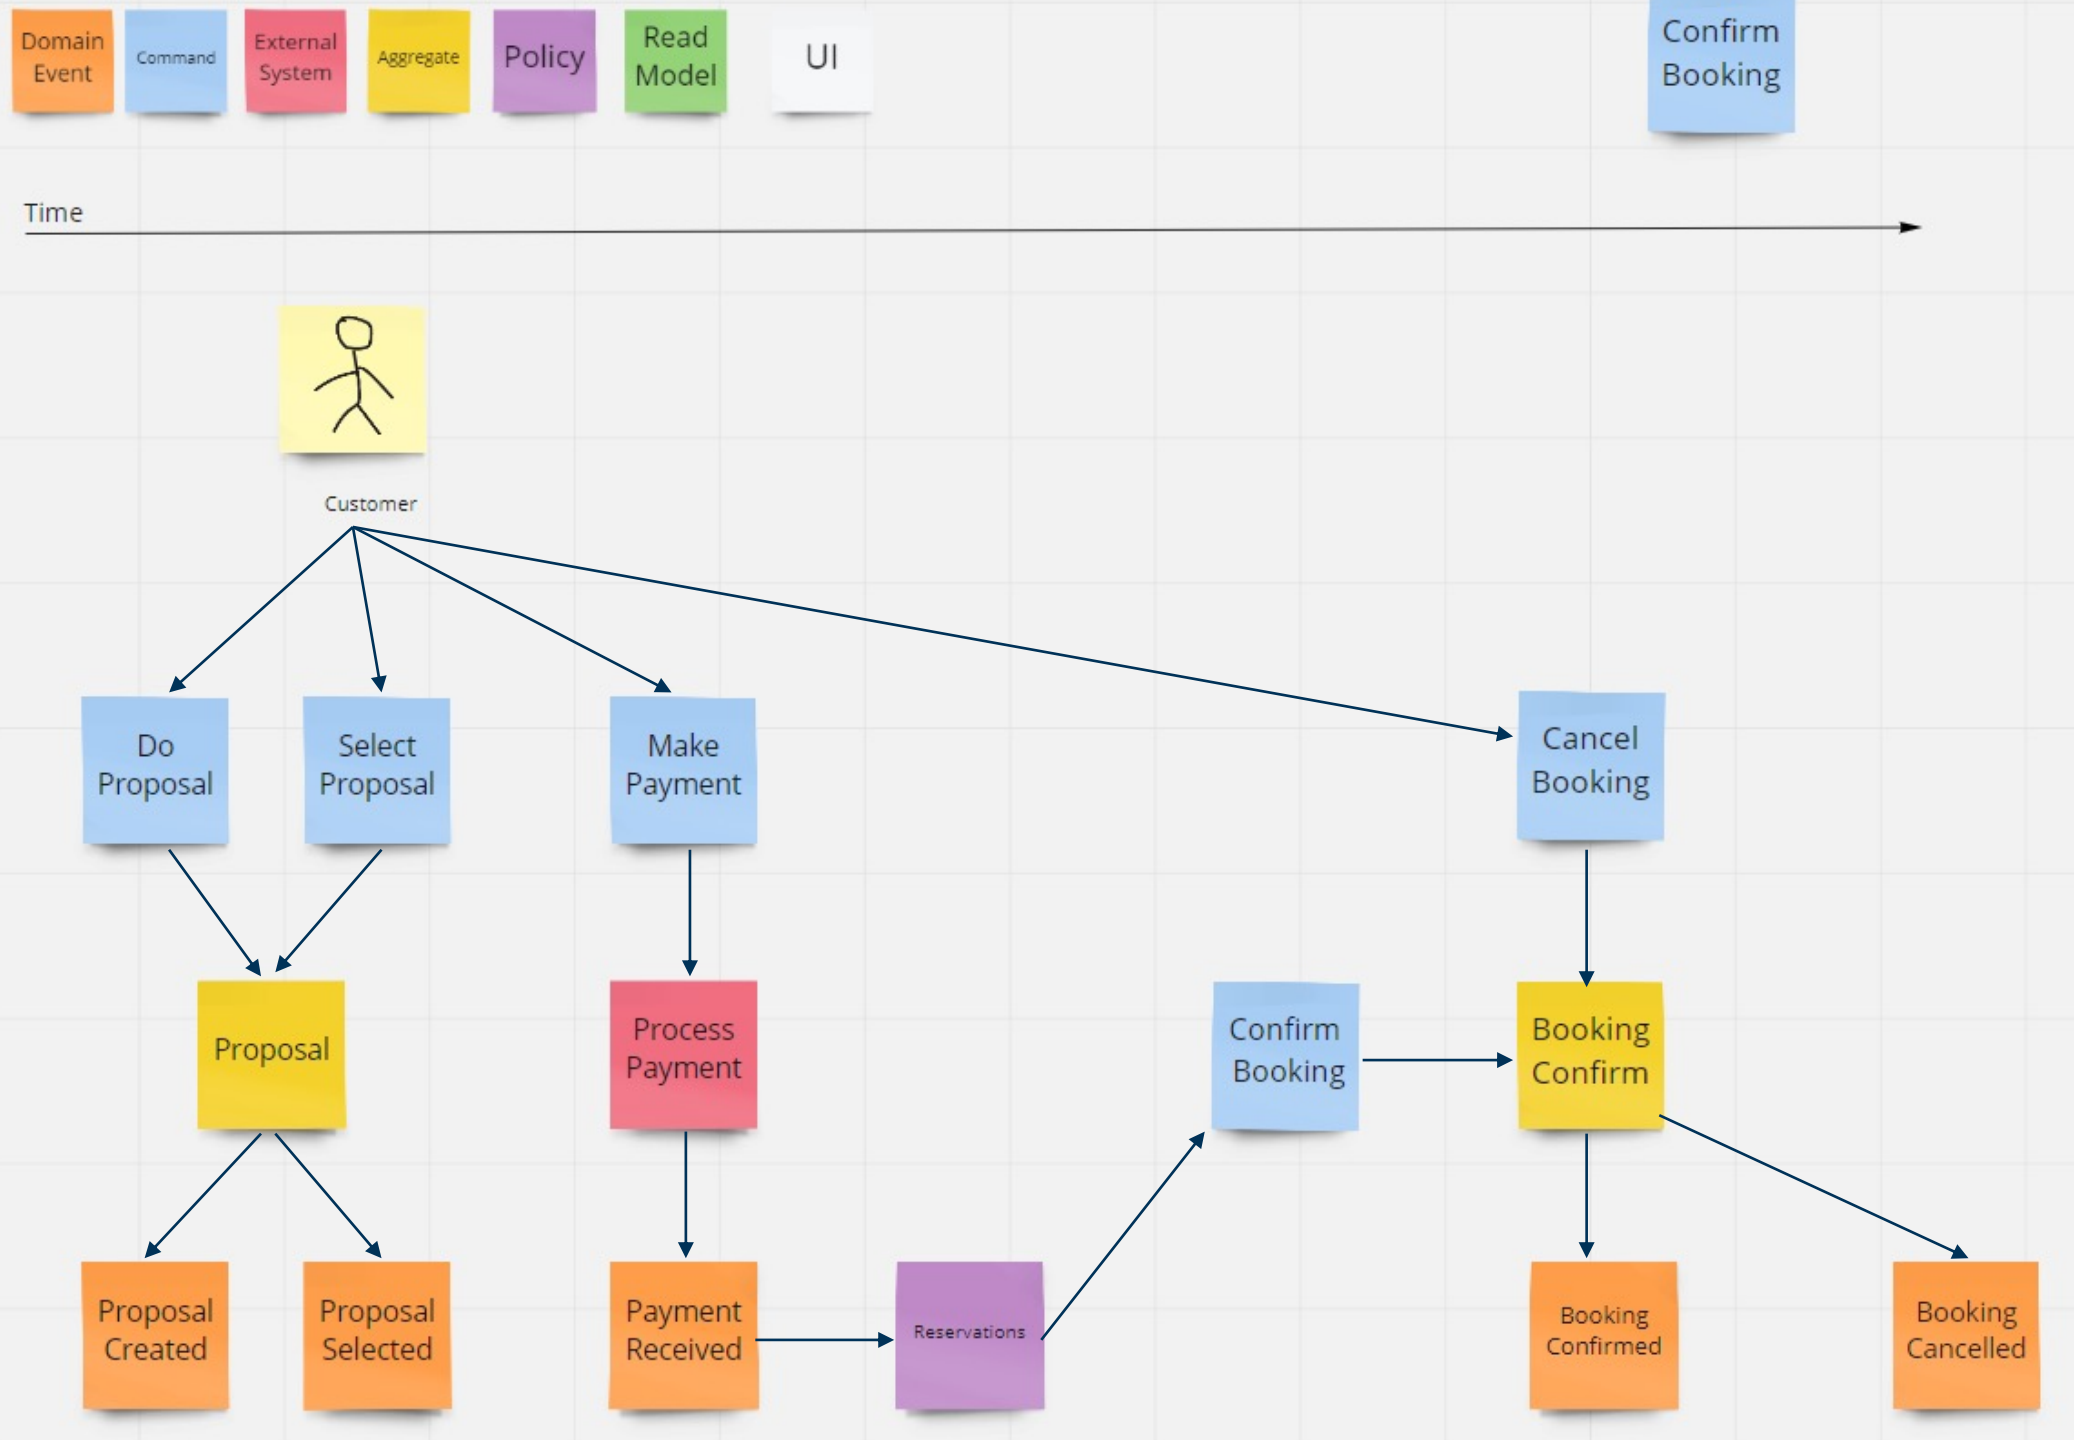 Domain
Event
Command
External
System
Aggregate
Policy
Read
Model
UI
Confirm
Booking
Time
Customer
Do
Proposal
Select
Proposal
Make
Payment
Cancel
Booking
Proposal
Process
Payment
Confirm
Booking
Booking
Confirm
Proposal
Created
Proposal
Selected
Payment
Received
Reservations
Booking
Confirmed
Booking
Cancelled